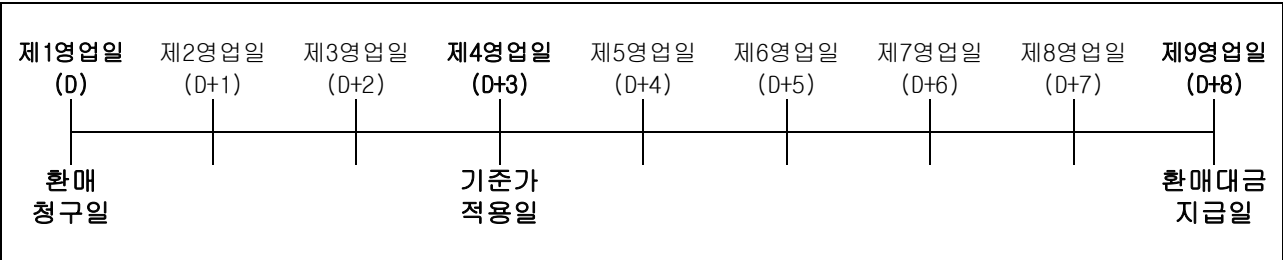 제1영업일 제2영업일 제3영업일 제4영업일 제5영업일 제6영업일 제7영업일 제8영업일 제9영업일
(D) (D+1) (D+2) (D+3) (D+4) (D+5) (D+6) (D+7) (D+8)
환매 기준가 환매대금
청구일 적용일 지급일